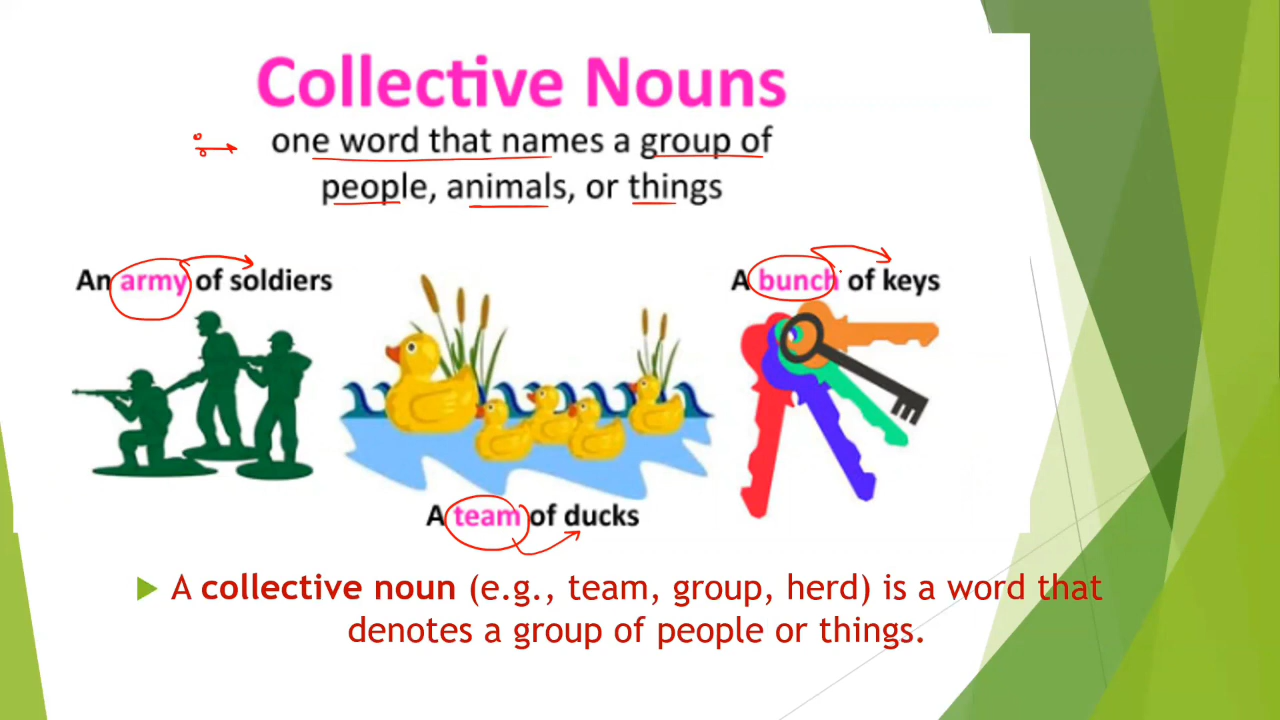 Collective Nouns
one word that names a group of
people, animals, or things
An army of soldiers
A bunch of keys
A team of ducks
A collective noun (e.g., team, group, herd) is a word that
denotes a group of people or things.